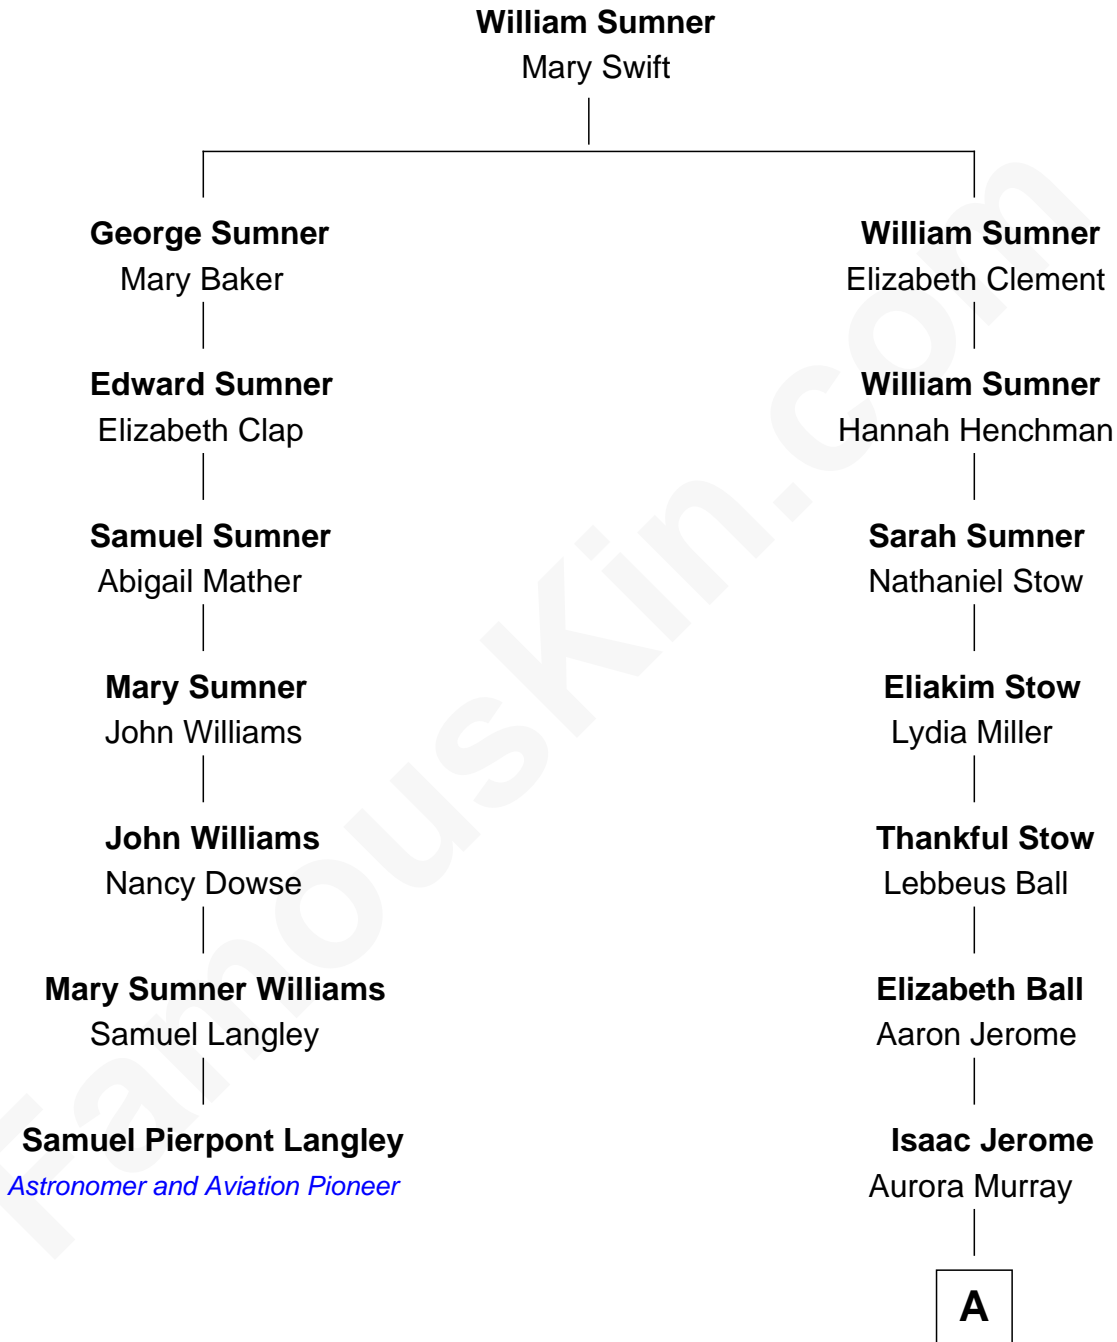 William Sumner
Mary Swift
George Sumner
Mary Baker
William Sumner
Elizabeth Clement
Edward Sumner
Elizabeth Clap
William Sumner
Hannah Henchman
Samuel Sumner
Abigail Mather
Sarah Sumner
Nathaniel Stow
Mary Sumner
John Williams
Eliakim Stow
Lydia Miller
John Williams
Nancy Dowse
Thankful Stow
Lebbeus Ball
Mary Sumner Williams
Samuel Langley
Elizabeth Ball
Aaron Jerome
Samuel Pierpont Langley
Astronomer and Aviation Pioneer
Isaac Jerome
Aurora Murray
A
FamousKin.com